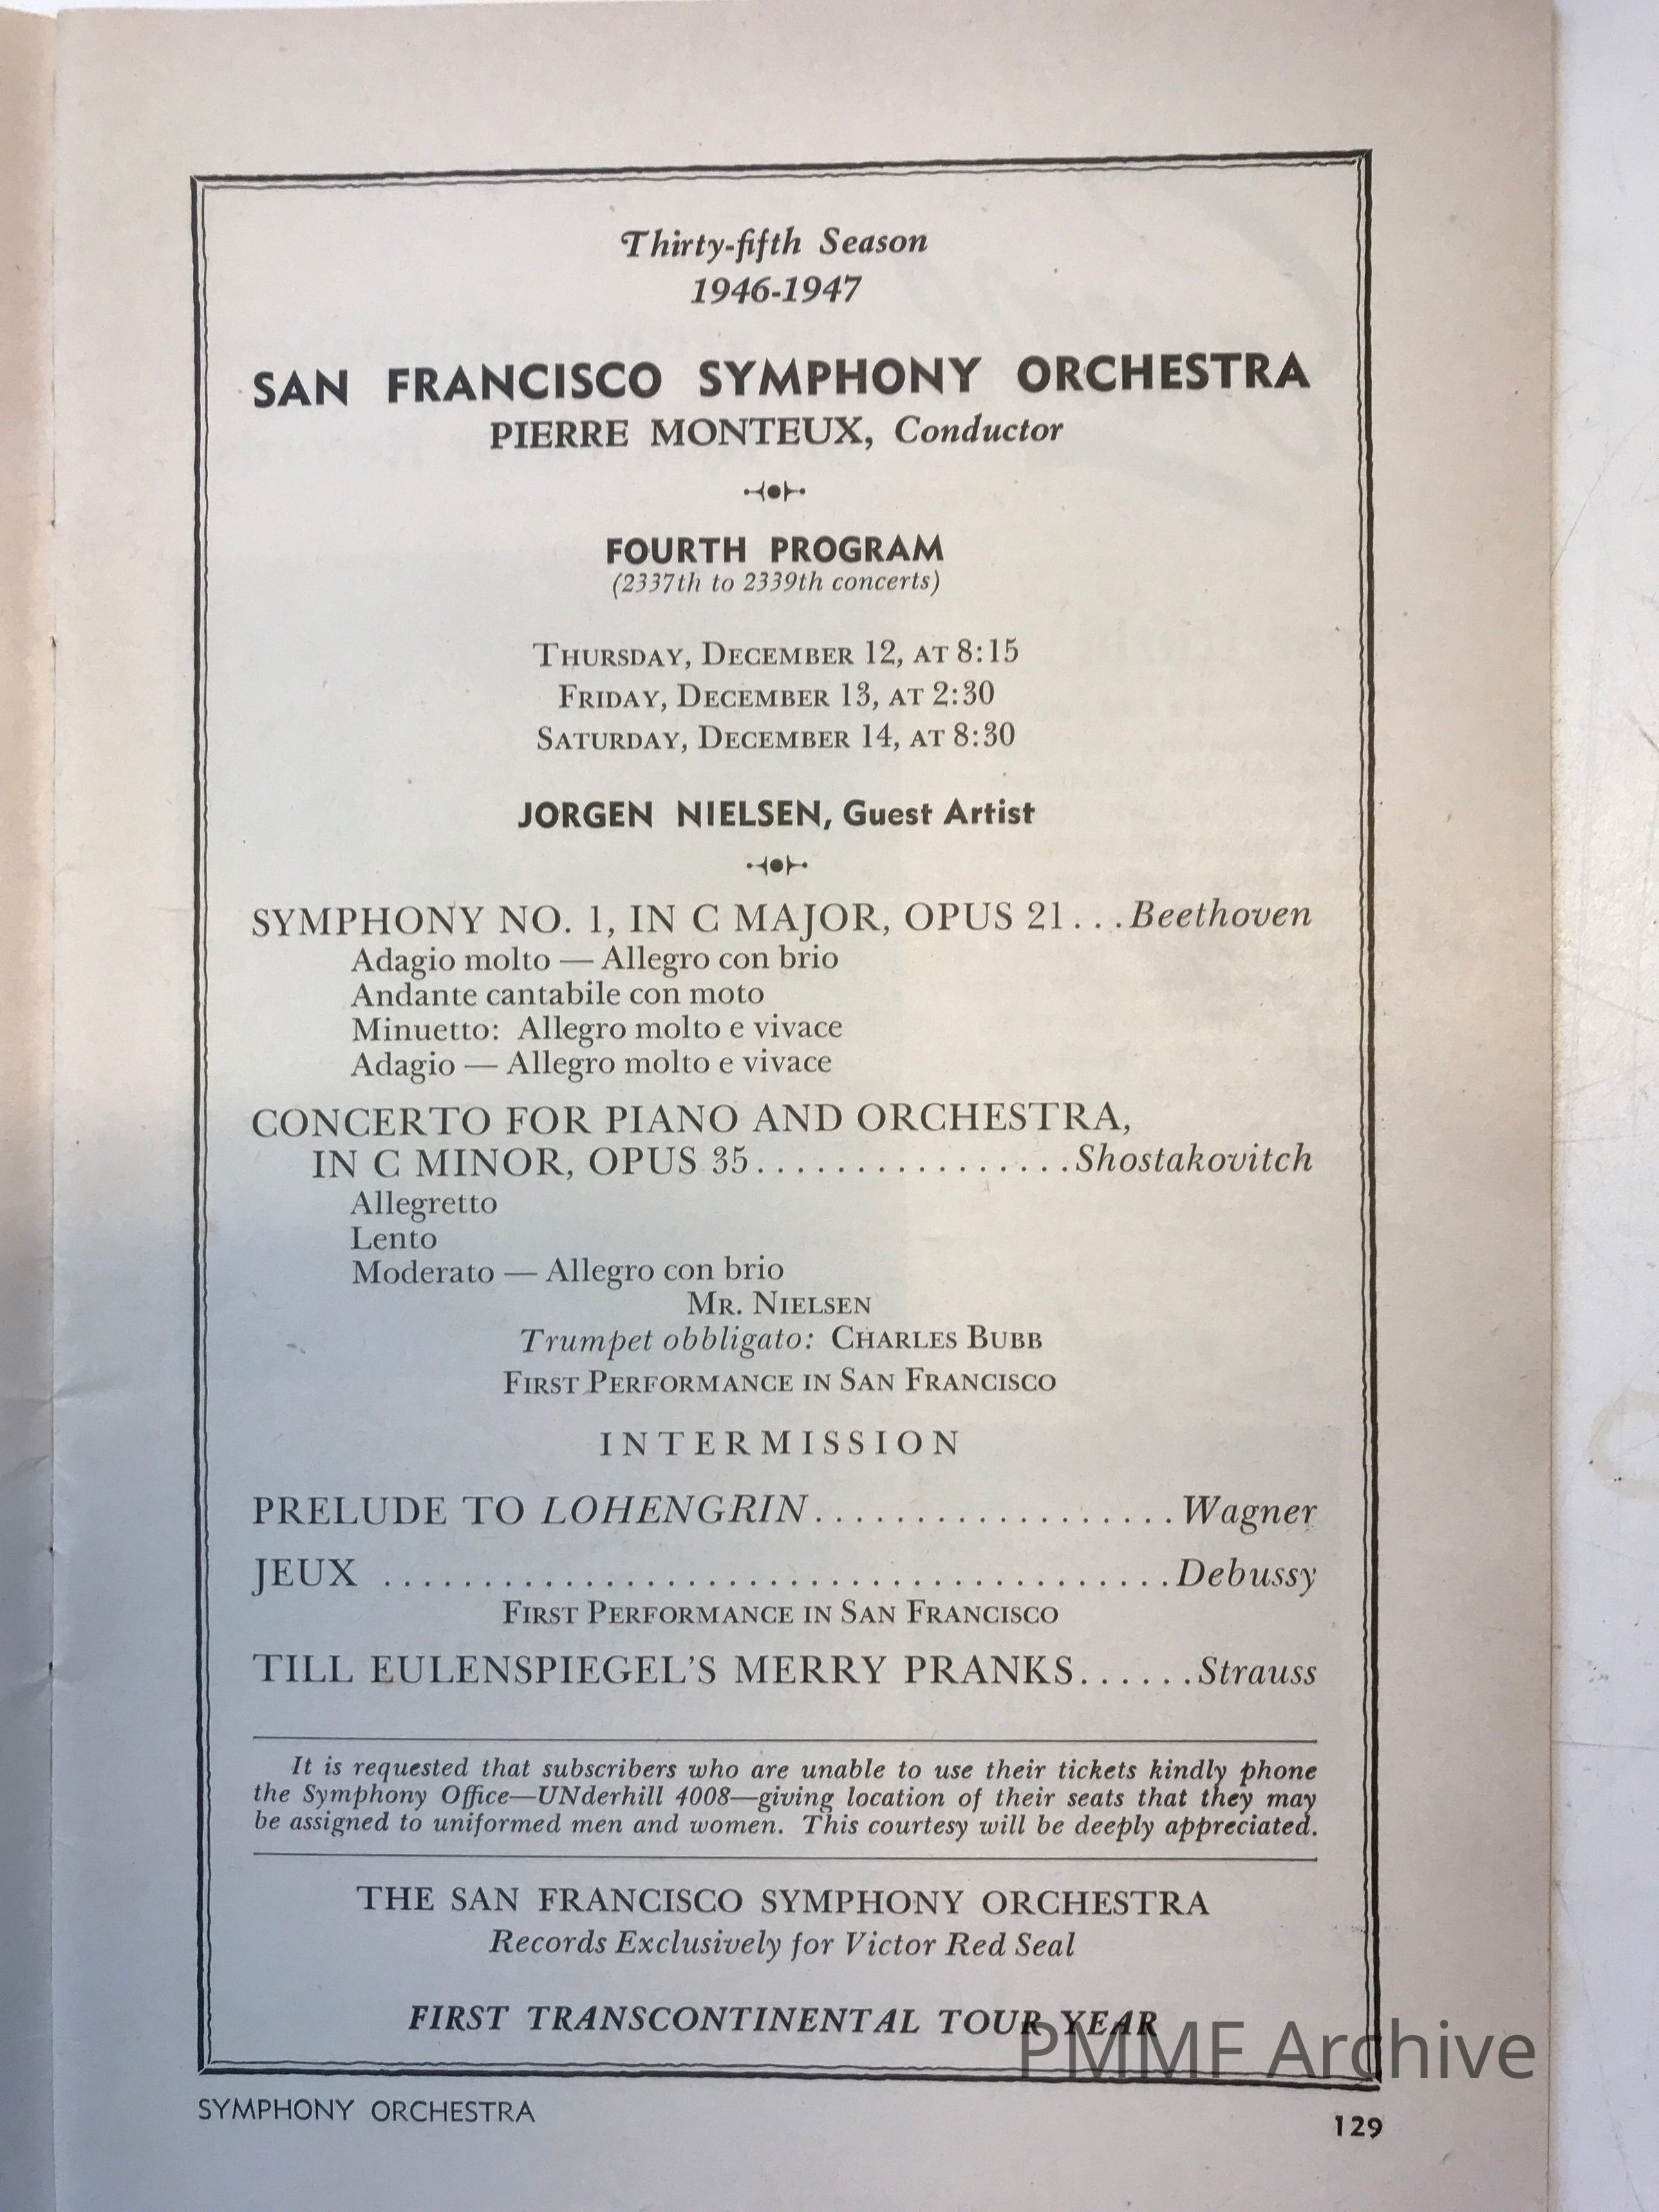 Thirty-fifth Season
1946-1947
SAN FRANCISCO SYMPHONY ORCHESTRA
PIERRE MONTEUX, Conductor
FOURTH PROGRAM
(2337th to 2339th concerts)
THURSDAY, DECEMBER 12, AT 8:15
FRIDAY, DECEMBER 13, AT 2:30
SATURDAY, DECEMBER 14, AT 8:30
JORGEN NIELSEN, Guest Artist
SYMPHONY NO. 1, IN C MAJOR, OPUS 21...Beethoven
Adagio molto — Allegro con brio
Andante cantabile con moto
Minuetto: Allegro molto e vivace
Adagio — Allegro molto e vivace
CONCERTO FOR PIANO AND ORCHESTRA,
IN C MINOR, OPUS 35................Shostakovitch
Allegretto
Lento
Moderato — Allegro con brio
MR. NIELSEN
Trumpet obbligato: CHARLES BUBB
FIRST PERFORMANCE IN SAN FRANCISCO
INTERMISSION
PRELUDE TO LOHENGRIN..................Wagner
JEUX ........................................Debussy
FIRST PERFORMANCE IN SAN FRANCISCO
TILL EULENSPIEGEL'S MERRY PRANKS......Strauss
It is requested that subscribers who are unable to use their tickets kindly phone
the Symphony Office—UNderhill 4008—giving location of their seats that they may
be assigned to uniformed men and women. This courtesy will be deeply appreciated.
THE SAN FRANCISCO SYMPHONY ORCHESTRA
Records Exclusively for Victor Red Seal
FIRST TRANSCONTINENTAL TOUR YEAR
PMMF Archive
SYMPHONY ORCHESTRA
129